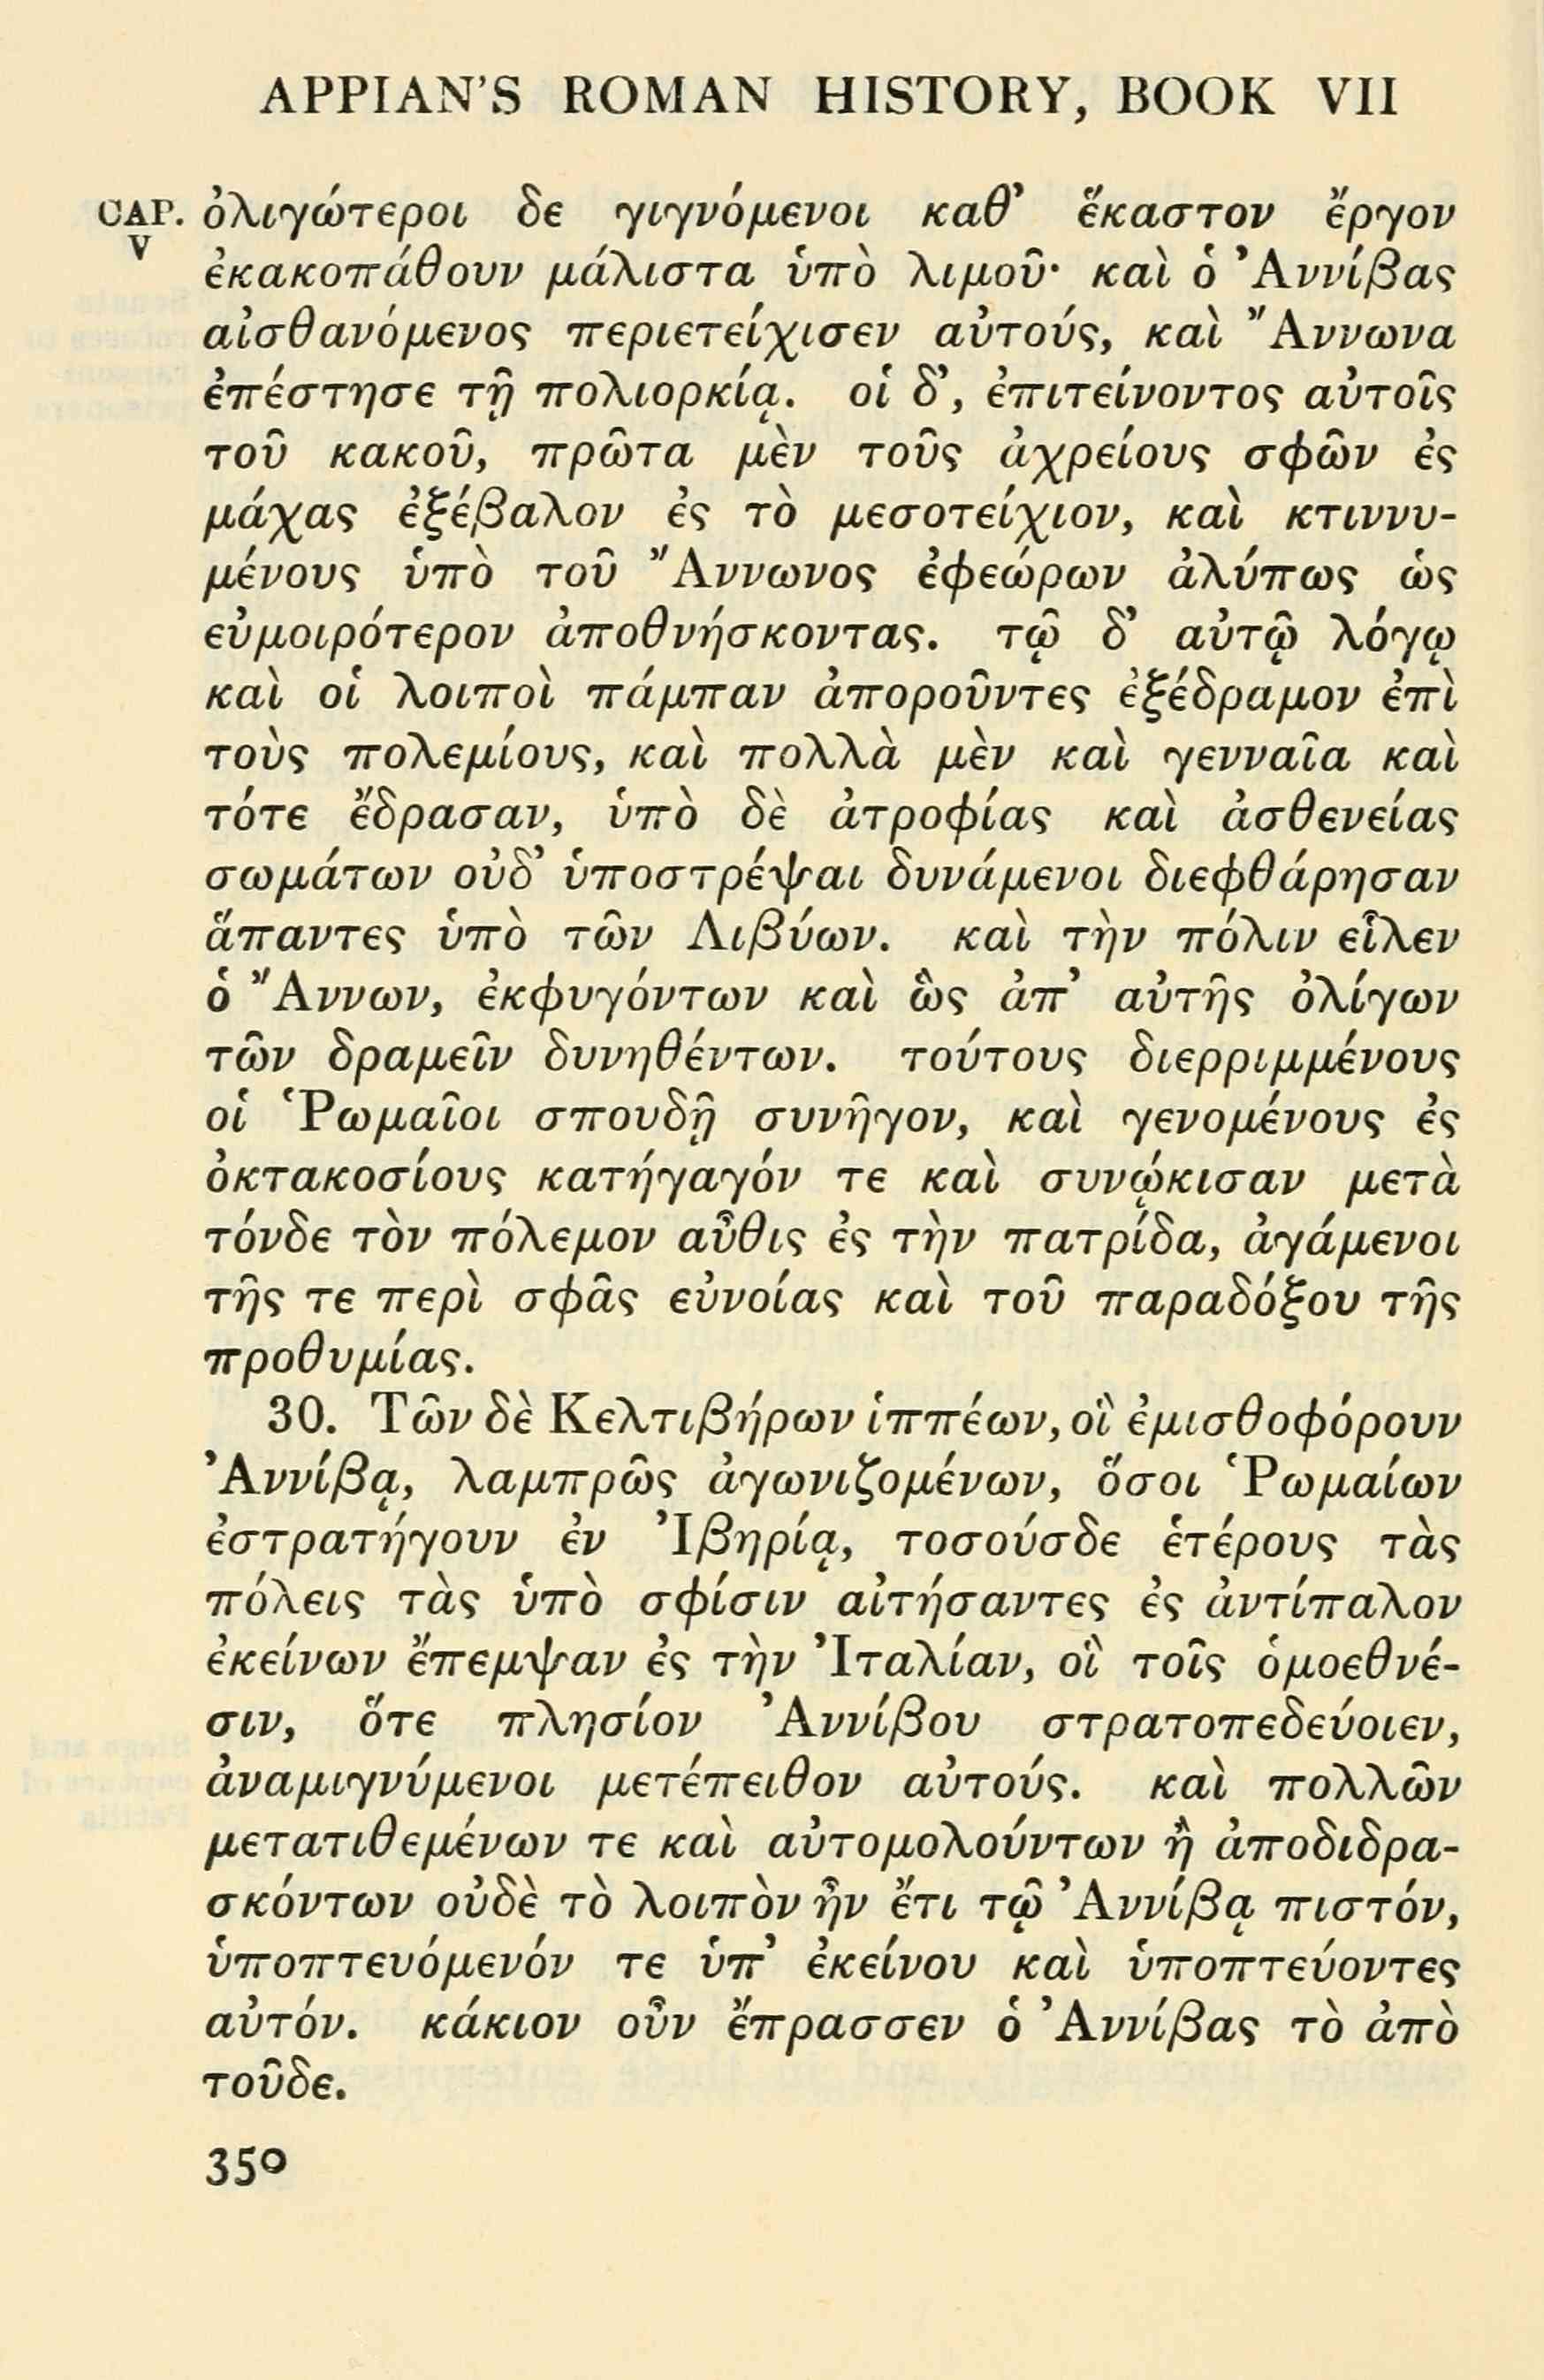 APPIAN'S ROMAN HISTORY, BOOK VII
CAP. V
ὀλιγώτεροι δε γιγνόμενοι καθ’ ἕκαστον ἔργον
ἐκακοπάθουν μάλιστα ὑπὸ λιμοῦ· καὶ ὁ Ἀννίβας
αἰσθανόμενος περιετείχισεν αὐτούς, καὶ Ἄννωνα
ἐπέστησε τῇ πολιορκίᾳ. οἱ δ’, ἐπιτείνοντος αὐτοῖς
τοῦ κακοῦ, πρῶτα μὲν τοῦς ἀχρείους σφῶν ἐς
μάχας ἐξέβαλον ἐς τὸ μεσοτείχιον, καὶ κτιννυ-
μένους ὑπὸ τοῦ Ἄννωνος ἐφεώρων ἀλύπως ὡς
εὐμοιρότερον ἀποθνήσκοντας. τῷ δ’ αὐτῷ λόγῳ
καὶ οἱ λοιποὶ πάμπαν ἀποροῦντες ἐξέδραμον ἐπὶ
τοὺς πολεμίους, καὶ πολλὰ μὲν καὶ γενναῖα καὶ
τότε ἔδρασαν, ὑπὸ δὲ ἀτροφίας καὶ ἀσθενείας
σωμάτων οὐδ’ ὑποστρέψαι δυνάμενοι διεφθάρησαν
ἅπαντες ὑπὸ τῶν Λιβύων. καὶ τὴν πόλιν εἷλεν
ὁ Ἄννων, ἐκφυγόντων καὶ ὣς ἀπ’ αὐτῆς ὀλίγων
τῶν δραμεῖν δυνηθέντων. τούτους διερριμμένους
οἱ Ῥωμαῖοι σπουδῇ συνῆγον, καὶ γενομένους ἐς
ὀκτακοσίους κατήγαγόν τε καὶ συνῴκισαν μετὰ
τόνδε τὸν πόλεμον αὖθις ἐς τὴν πατρίδα, ἀγάμενοι
τῆς τε περὶ σφᾶς εὐνοίας καὶ τοῦ παραδόξου τῆς
προθυμίας.
30. Τῶν δὲ Κελτιβήρων ἱππέων, οἳ ἐμισθοφόρουν
Ἀννίβᾳ, λαμπρῶς ἀγωνιζομένων, ὅσοι Ῥωμαίων
ἐστρατήγουν ἐν Ἰβηρίᾳ, τοσούσδε ἑτέρους τὰς
πόλεις τὰς ὑπὸ σφίσιν αἰτήσαντες ἐς ἀντίπαλον
ἐκείνων ἔπεμψαν ἐς τὴν Ἰταλίαν, οἳ τοῖς ὁμοεθνέ-
σιν, ὅτε πλησίον Ἀννίβου στρατοπεδεύοιεν,
ἀναμιγνύμενοι μετέπειθον αὐτούς. καὶ πολλῶν
μετατιθεμένων τε καὶ αὐτομολούντων ἢ ἀποδιδρα-
σκόντων οὐδὲ τὸ λοιπὸν ἦν ἔτι τῷ Ἀννίβᾳ πιστόν,
ὑποπτευόμενόν τε ὑπ’ ἐκείνου καὶ ὑποπτεύοντες
αὐτόν. κάκιον οὖν ἔπρασσεν ὁ Ἀννίβας τὸ ἀπὸ
τοῦδε.
350